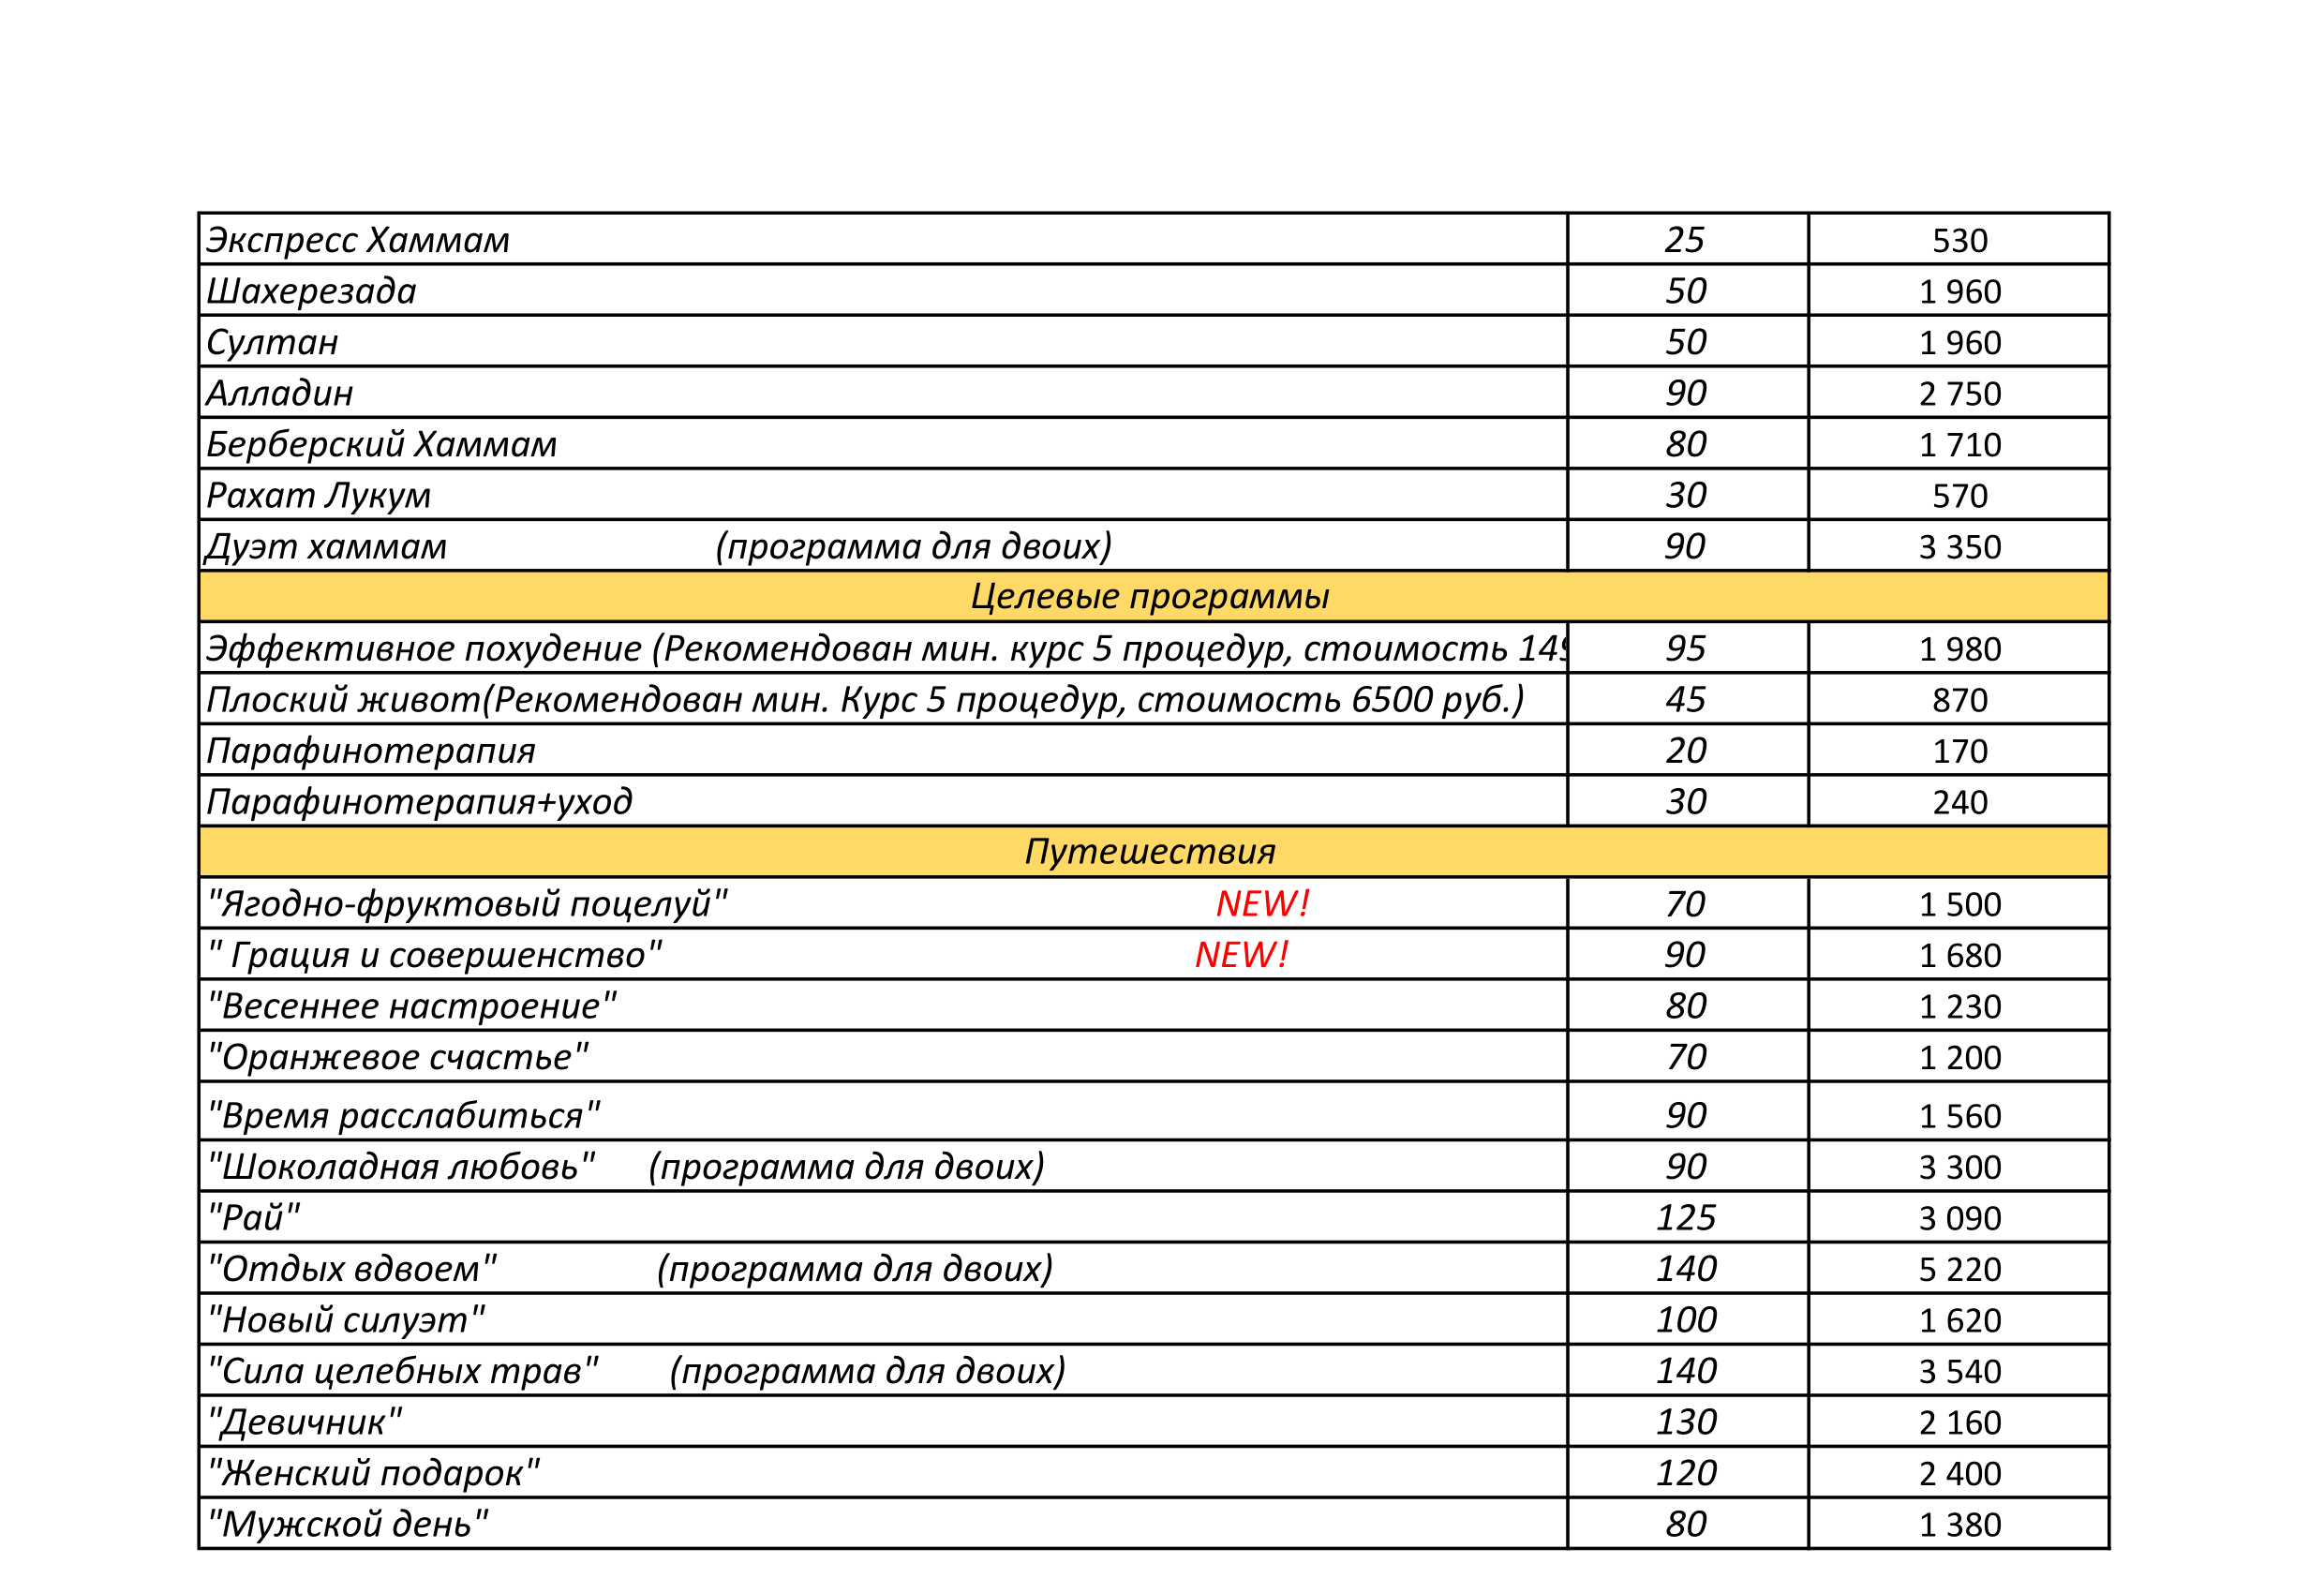 Экспресс Хаммам 25 530
Шахерезада 50 1 960
Султан 50 1 960
Алладин 90 2 750
Берберский Хаммам 80 1 710
Рахат Лукум 30 570
Дуэт хаммам (программа для двоих) 90 3 350
Целевые программы
Эффективное похудение (Рекомендован мин. курс 5 процедур, стоимость 95 1 980
Плоский живот(Рекомендован мин. Курс 5 процедур, стоимость 6500 руб.) 45 870
Парафинотерапия 20 170
Парафинотерапия+уход 30 240
Путешествия
"Ягодно-фруктовый поцелуй" NEW! 70 1 500
" Грация и совершенство" NEW! 90 1 680
"Весеннее настроение" 80 1 230
"Оранжевое счастье" 70 1 200
"Время расслабиться" 90 1 560
"Шоколадная любовь" (программа для двоих) 90 3 300
"Рай" 125 3 090
"Отдых вдвоем" (программа для двоих) 140 5 220
"Новый силуэт" 100 1 620
"Сила целебных трав" (программа для двоих) 140 3 540
"Девичник" 130 2 160
"Женский подарок" 120 2 400
"Мужской день" 80 1 380